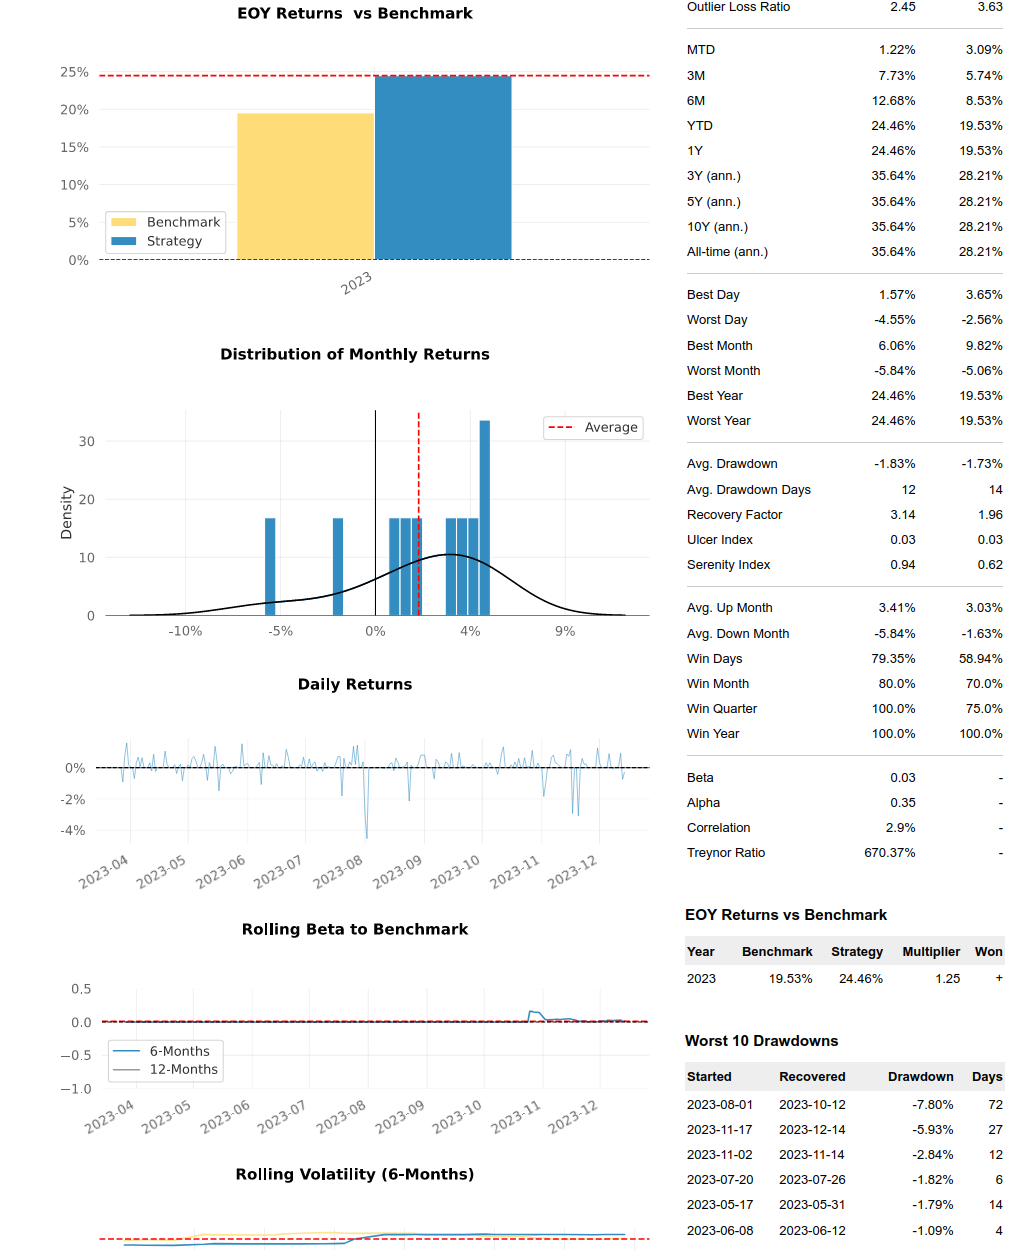 EOY Returns  vs Benchmark
25%
20%
15%
10%
5%
0%
Benchmark
Strategy
2023
Distribution of Monthly Returns
Average
Density
30
20
10
0
-10%
-5%
0%
4%
9%
Daily Returns
0%
-2%
-4%
2023-04
2023-05
2023-06
2023-07
2023-08
2023-09
2023-10
2023-11
2023-12
Rolling Beta to Benchmark
0.5
0.0
−0.5
−1.0
6-Months
12-Months
2023-04
2023-05
2023-06
2023-07
2023-08
2023-09
2023-10
2023-11
2023-12
Rolling Volatility (6-Months)
Outlier Loss Ratio 2.45 3.63
MTD 1.22% 3.09%
3M 7.73% 5.74%
6M 12.68% 8.53%
YTD 24.46% 19.53%
1Y 24.46% 19.53%
3Y (ann.) 35.64% 28.21%
5Y (ann.) 35.64% 28.21%
10Y (ann.) 35.64% 28.21%
All-time (ann.) 35.64% 28.21%
Best Day 1.57% 3.65%
Worst Day -4.55% -2.56%
Best Month 6.06% 9.82%
Worst Month -5.84% -5.06%
Best Year 24.46% 19.53%
Worst Year 24.46% 19.53%
Avg. Drawdown -1.83% -1.73%
Avg. Drawdown Days 12 14
Recovery Factor 3.14 1.96
Ulcer Index 0.03 0.03
Serenity Index 0.94 0.62
Avg. Up Month 3.41% 3.03%
Avg. Down Month -5.84% -1.63%
Win Days 79.35% 58.94%
Win Month 80.0% 70.0%
Win Quarter 100.0% 75.0%
Win Year 100.0% 100.0%
Beta 0.03 -
Alpha 0.35 -
Correlation 2.9% -
Treynor Ratio 670.37% -
EOY Returns vs Benchmark
Year Benchmark Strategy Multiplier Won
2023 19.53% 24.46% 1.25 +
Worst 10 Drawdowns
Started Recovered Drawdown Days
2023-08-01 2023-10-12 -7.80% 72
2023-11-17 2023-12-14 -5.93% 27
2023-11-02 2023-11-14 -2.84% 12
2023-07-20 2023-07-26 -1.82% 6
2023-05-17 2023-05-31 -1.79% 14
2023-06-08 2023-06-12 -1.09% 4